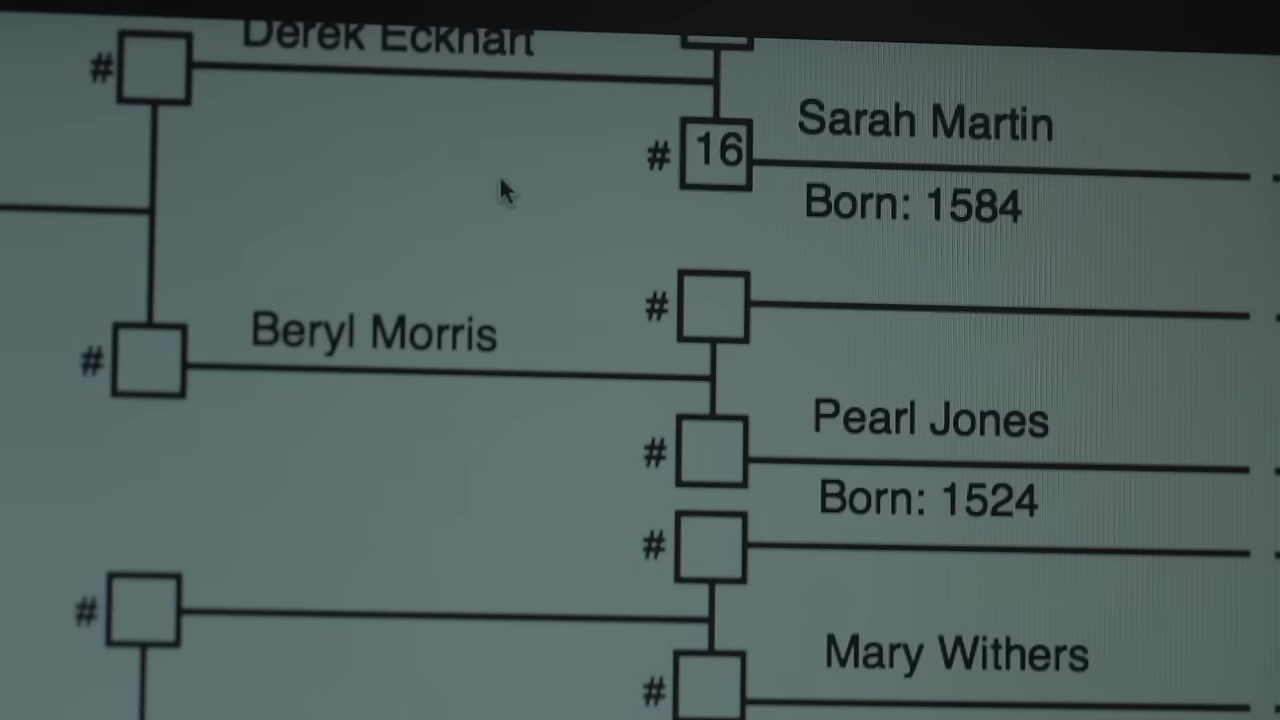 Derek Eckhart
#
Sarah Martin
# 16
Born: 1584
#
Beryl Morris
#
Pearl Jones
#
Born: 1524
#
#
Mary Withers
#